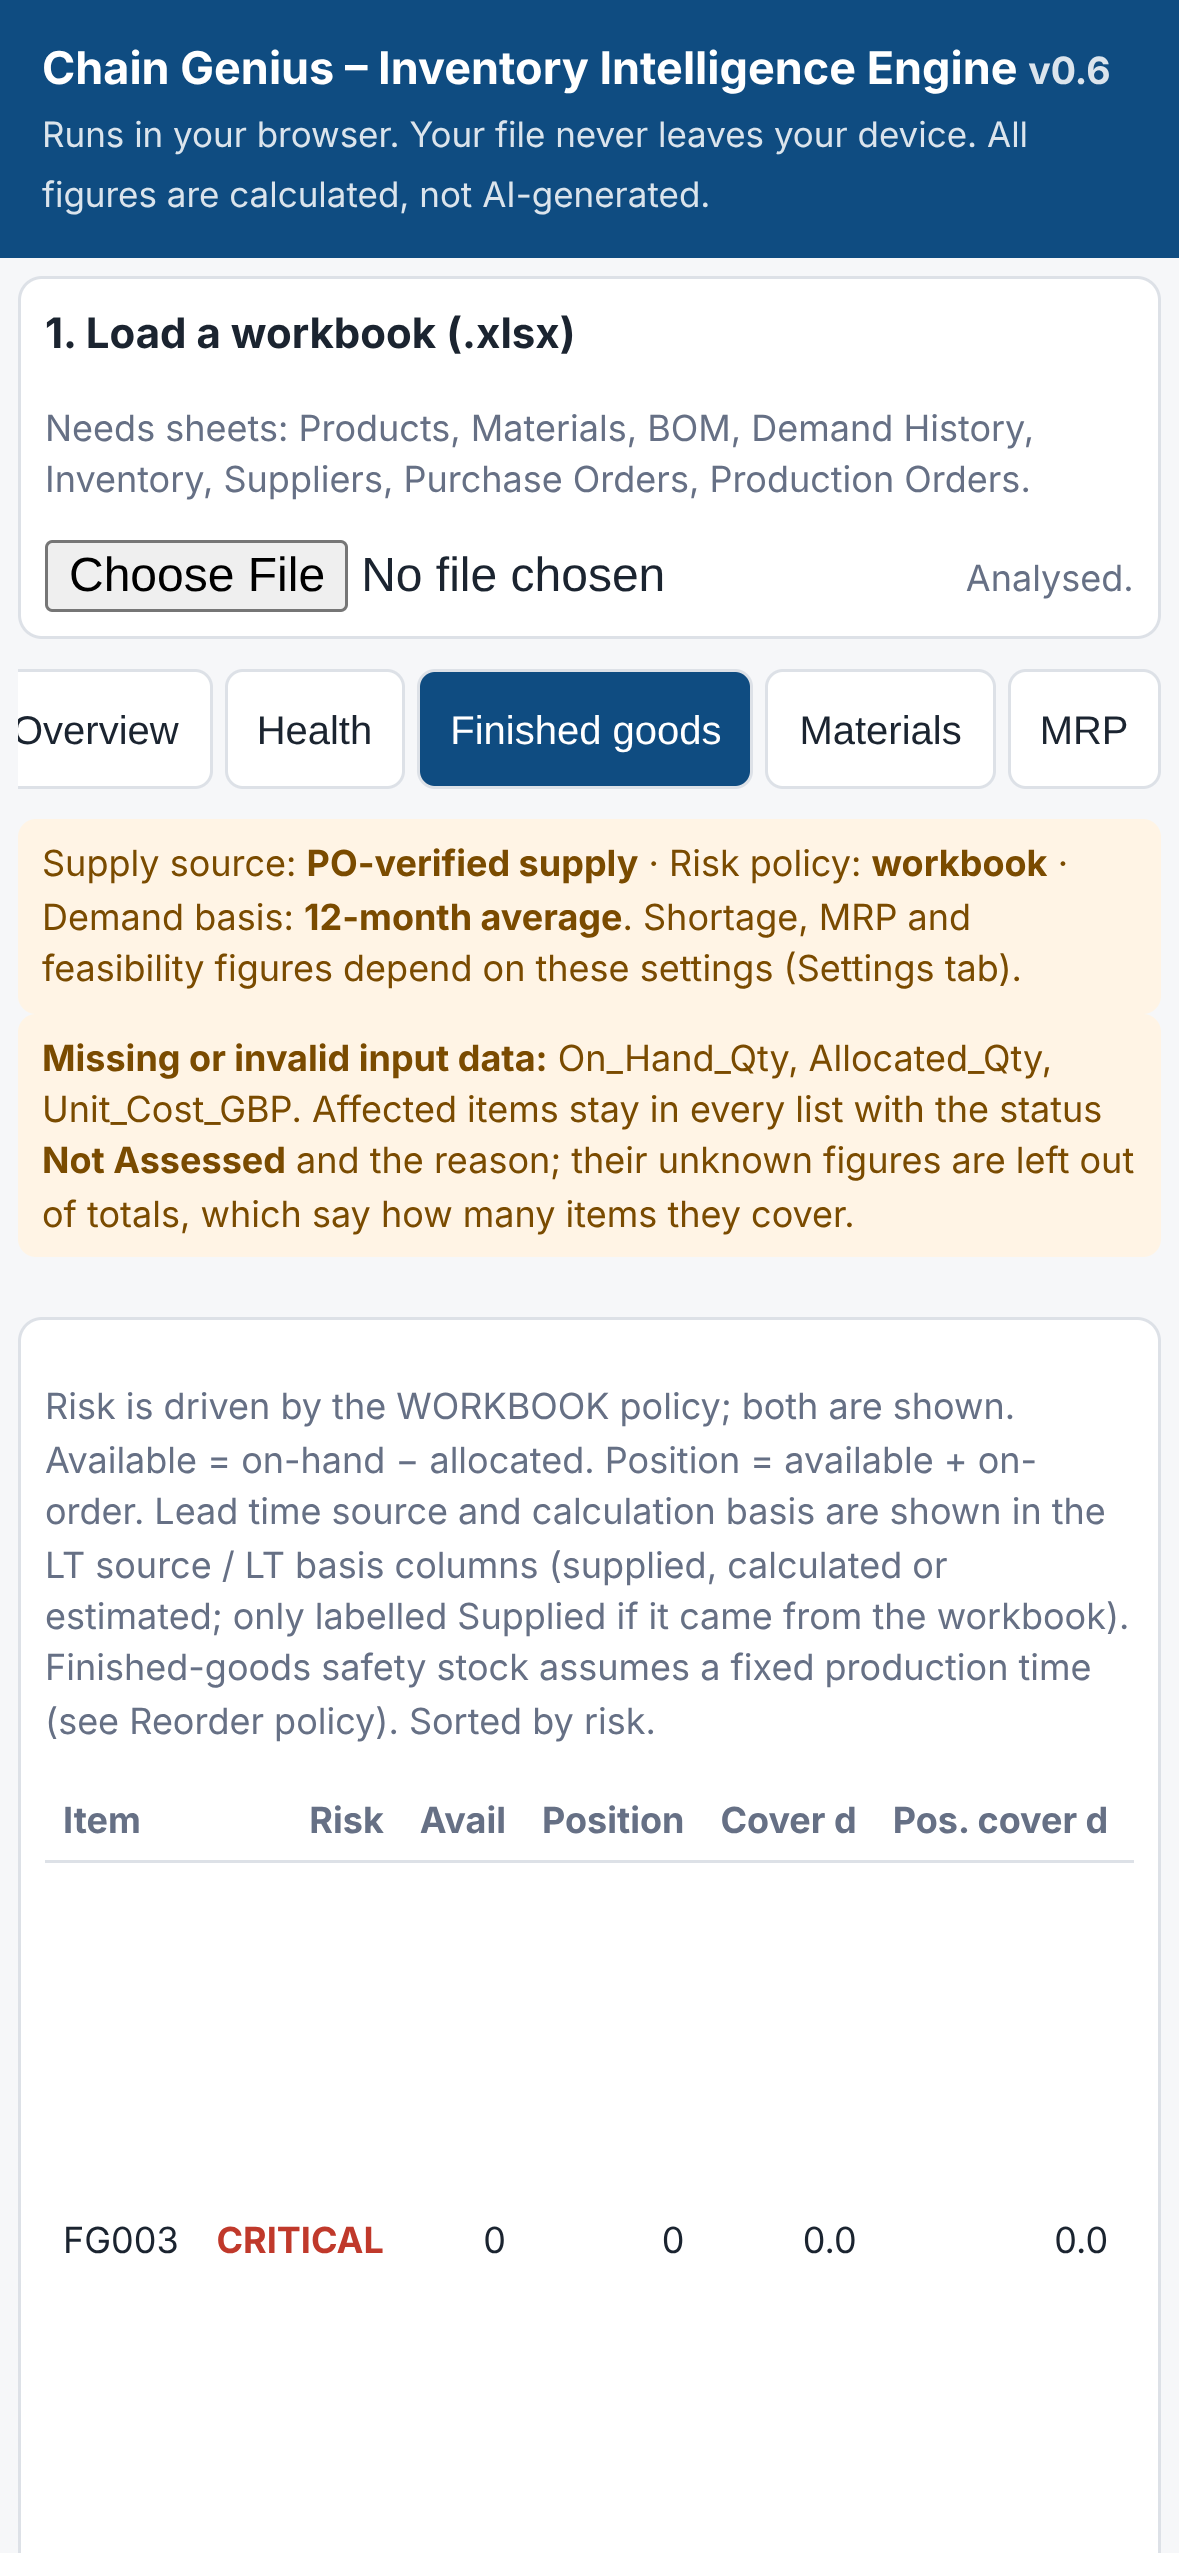 Chain Genius – Inventory Intelligence Engine v0.6
Runs in your browser. Your file never leaves your device. All
figures are calculated, not AI-generated.
1. Load a workbook (.xlsx)
Needs sheets: Products, Materials, BOM, Demand History,
Inventory, Suppliers, Purchase Orders, Production Orders.
Choose File No file chosen Analysed.
Overview Health Finished goods Materials MRP
Supply source: PO-verified supply · Risk policy: workbook ·
Demand basis: 12-month average. Shortage, MRP and
feasibility figures depend on these settings (Settings tab).
Missing or invalid input data: On_Hand_Qty, Allocated_Qty,
Unit_Cost_GBP. Affected items stay in every list with the status
Not Assessed and the reason; their unknown figures are left out
of totals, which say how many items they cover.
Risk is driven by the WORKBOOK policy; both are shown.
Available = on-hand − allocated. Position = available + on-
order. Lead time source and calculation basis are shown in the
LT source / LT basis columns (supplied, calculated or
estimated; only labelled Supplied if it came from the workbook).
Finished-goods safety stock assumes a fixed production time
(see Reorder policy). Sorted by risk.
Item Risk Avail Position Cover d Pos. cover d
FG003 CRITICAL 0 0 0.0 0.0